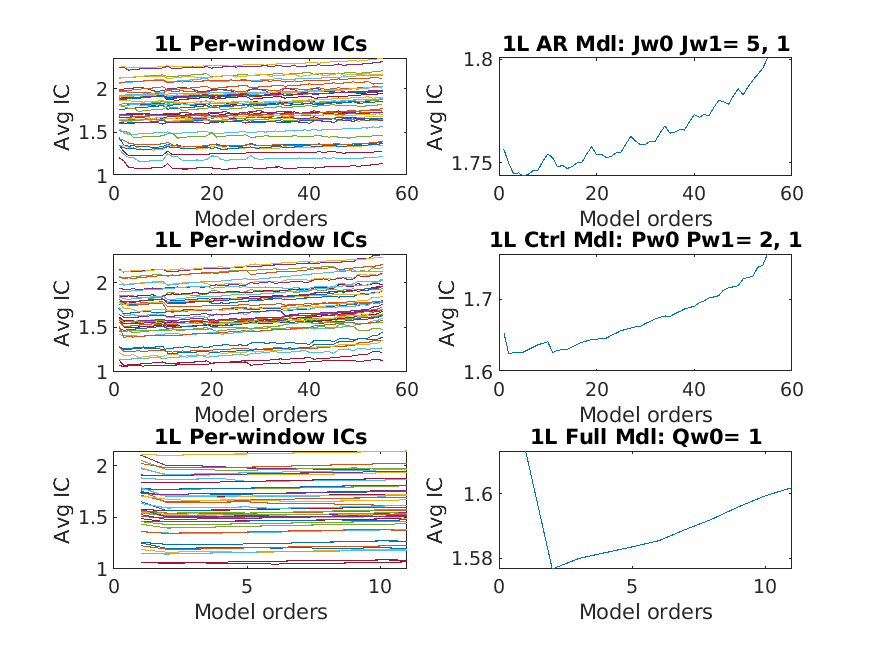 1L Per-window ICs
1L AR Mdl: Jw0 Jw1= 5, 1
Avg IC
2
1.5
1
0
20
40
60
Model orders
Avg IC
1.8
1.75
0
20
40
60
Model orders
1L Per-window ICs
1L Ctrl Mdl: Pw0 Pw1= 2, 1
Avg IC
2
1.5
1
0
20
40
60
Model orders
Avg IC
1.7
1.6
0
20
40
60
Model orders
1L Per-window ICs
1L Full Mdl: Qw0= 1
Avg IC
2
1.5
1
0
5
10
Model orders
Avg IC
1.6
1.58
0
5
10
Model orders